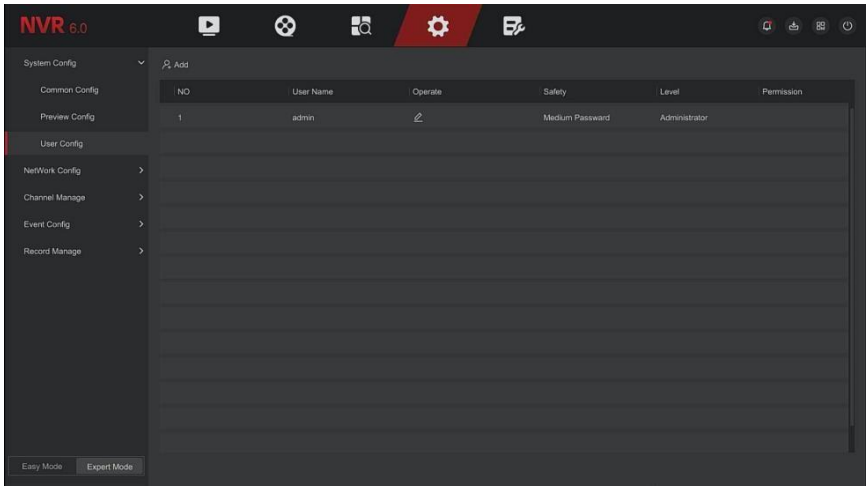 NVR 6.0
System Config
Common Config
Preview Config
User Config
NetWork Config
Channel Manage
Event Config
Record Manage
Easy Mode Expert Mode
Add
NO User Name Operate Safety Level Permission
1 admin Medium Passward Administrator